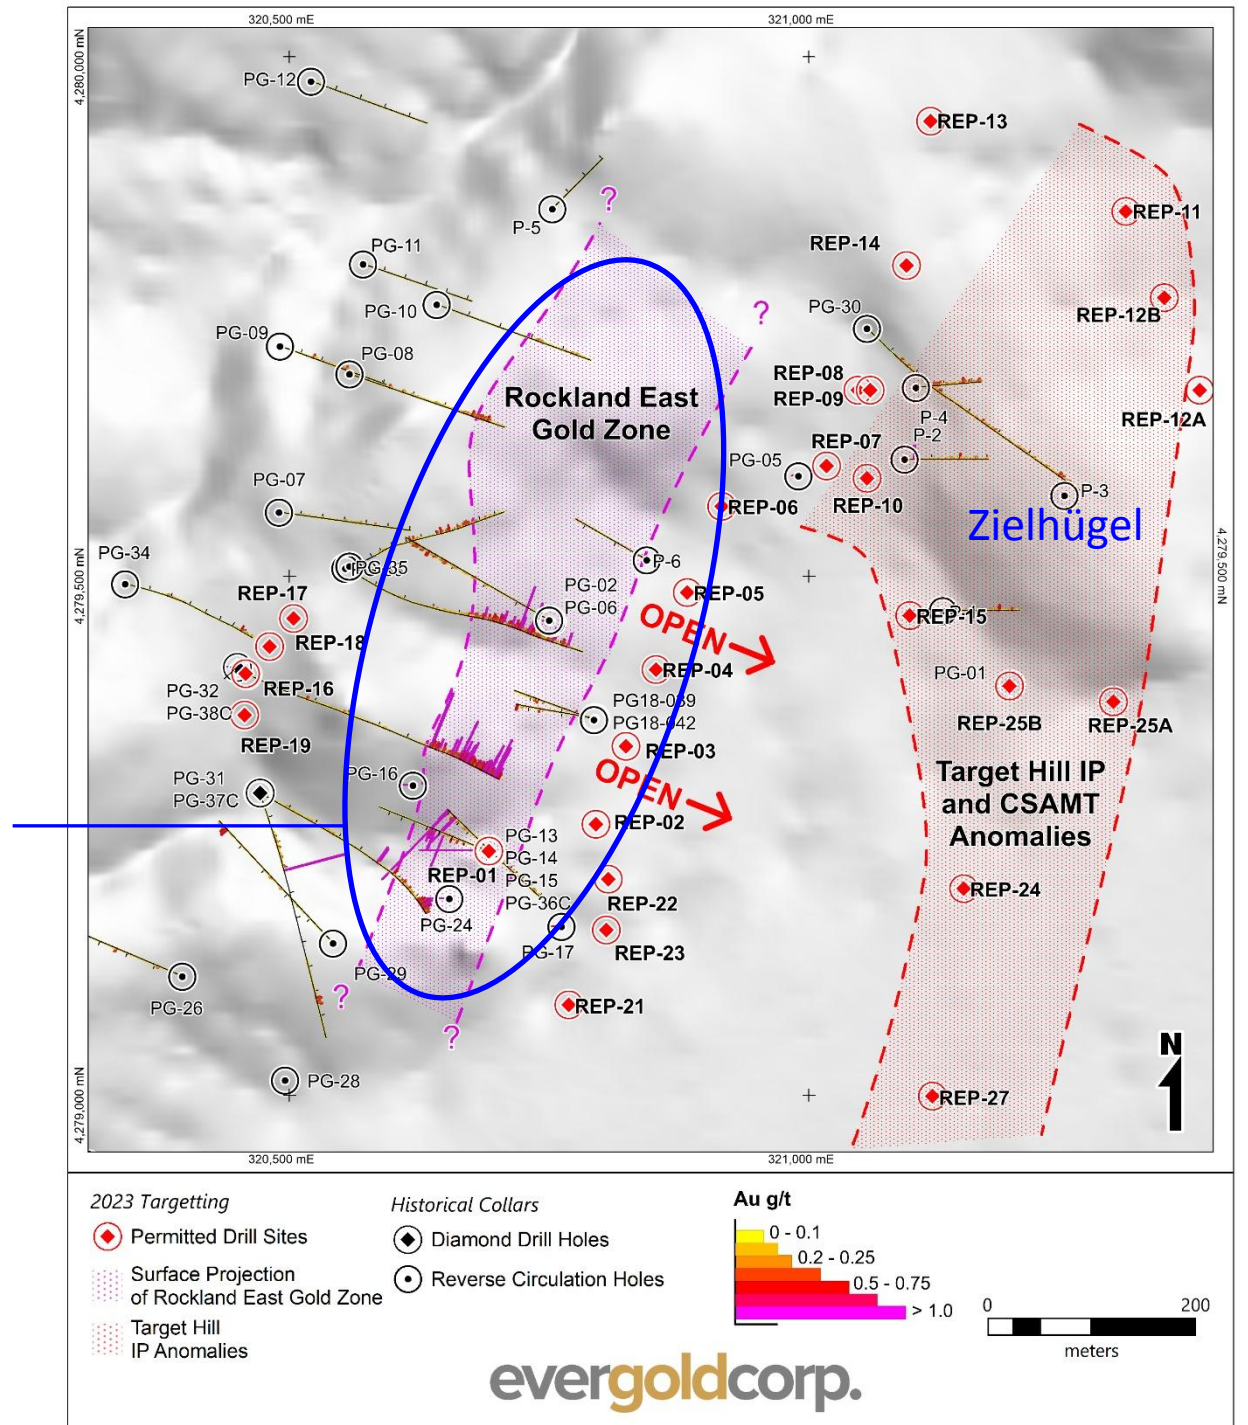 320,500 mE
321,000 mE
4,280,000 mN
PG-12
REP-13
P-5
?
REP-11
PG-11
REP-14
PG-10
REP-12B
PG-30
?
PG-09
PG-08
REP-08
REP-09
Rockland East
Gold Zone
REP-12A
P-4
P-2
REP-07
PG-05
REP-10
P-3
PG-07
REP-06
Zielhügel
PG-34
PG-35
P-6
4,279,500 mN
4,279,500 mN
REP-17
PG-02
PG-06
REP-05
OPEN
REP-15
REP-18
REP-04
PG-32
PG-38C
REP-16
PG-01
PG18-039
PG18-042
REP-25B
REP-25A
REP-19
REP-03
PG-31
PG-37C
PG-16
OPEN
Target Hill IP
and CSAMT
Anomalies
REP-02
PG-13
PG-14
PG-15
PG-36C
REP-01
REP-22
REP-24
PG-24
PG-17
REP-23
PG-29
?
PG-26
REP-21
?
PG-28
REP-27
N
4,279,000 mN
320,500 mE
321,000 mE
2023 Targetting
Permitted Drill Sites
Surface Projection
of Rockland East Gold Zone
Target Hill
IP Anomalies
Historical Collars
Diamond Drill Holes
Reverse Circulation Holes
Au g/t
0 - 0.1
0.2 - 0.25
0.5 - 0.75
> 1.0
0
200
meters
evergoldcorp.